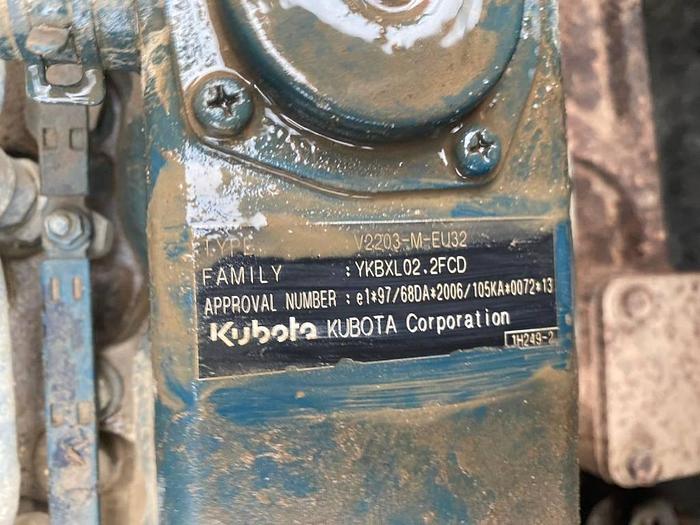 TYPE V2203-M-EU32
FAMILY : YKBXL02.2FCD
APPROVAL NUMBER : e1*97/68DA*2006/105KA*0072*13
Kubota KUBOTA Corporation
1H249-2